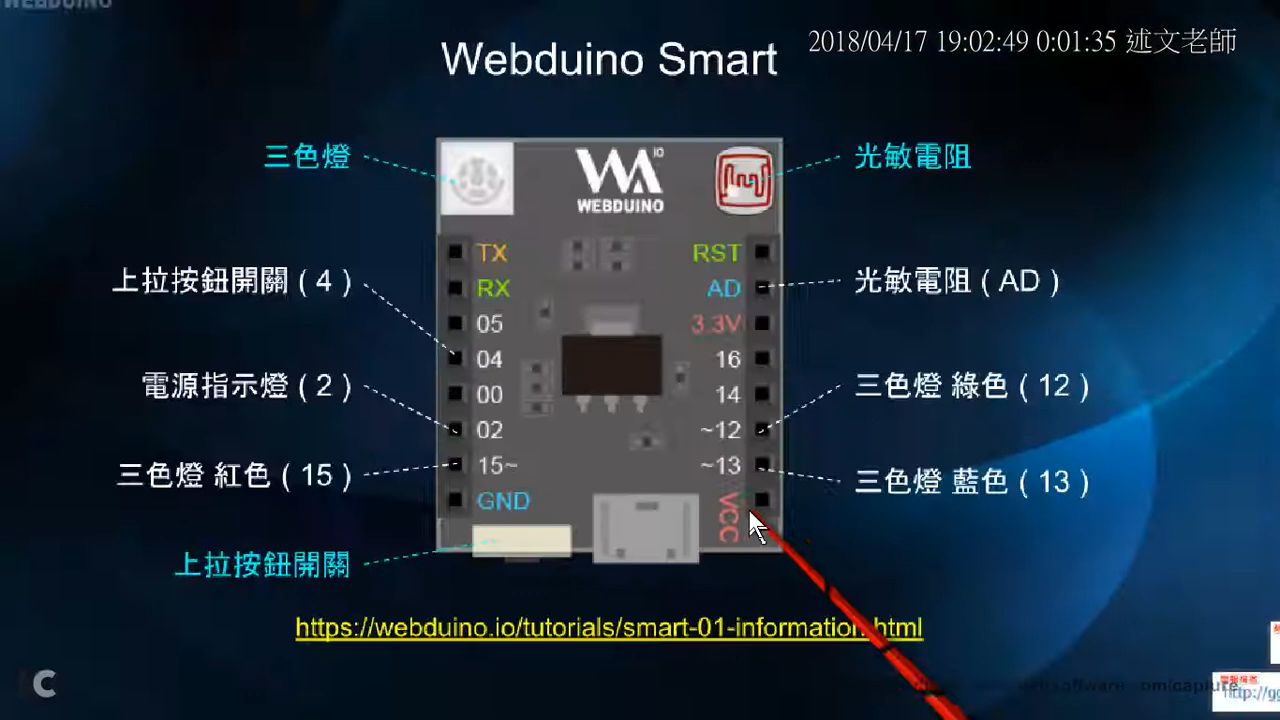 WEBDUINO
2018/04/17 19:02:49 0:01:35 述文老師
Webduino Smart
三色燈
光敏電阻
IO
WEBDUINO
TX
RST
上拉按鈕開關 ( 4 )
RX
AD
光敏電阻 ( AD )
05
3.3V
04
16
電源指示燈 ( 2 )
00
14
三色燈 綠色 ( 12 )
02
~12
三色燈 紅色 ( 15 )
15~
~13
三色燈 藍色 ( 13 )
GND
VCC
上拉按鈕開關
https://webduino.io/tutorials/smart-01-information.html
C
http://g